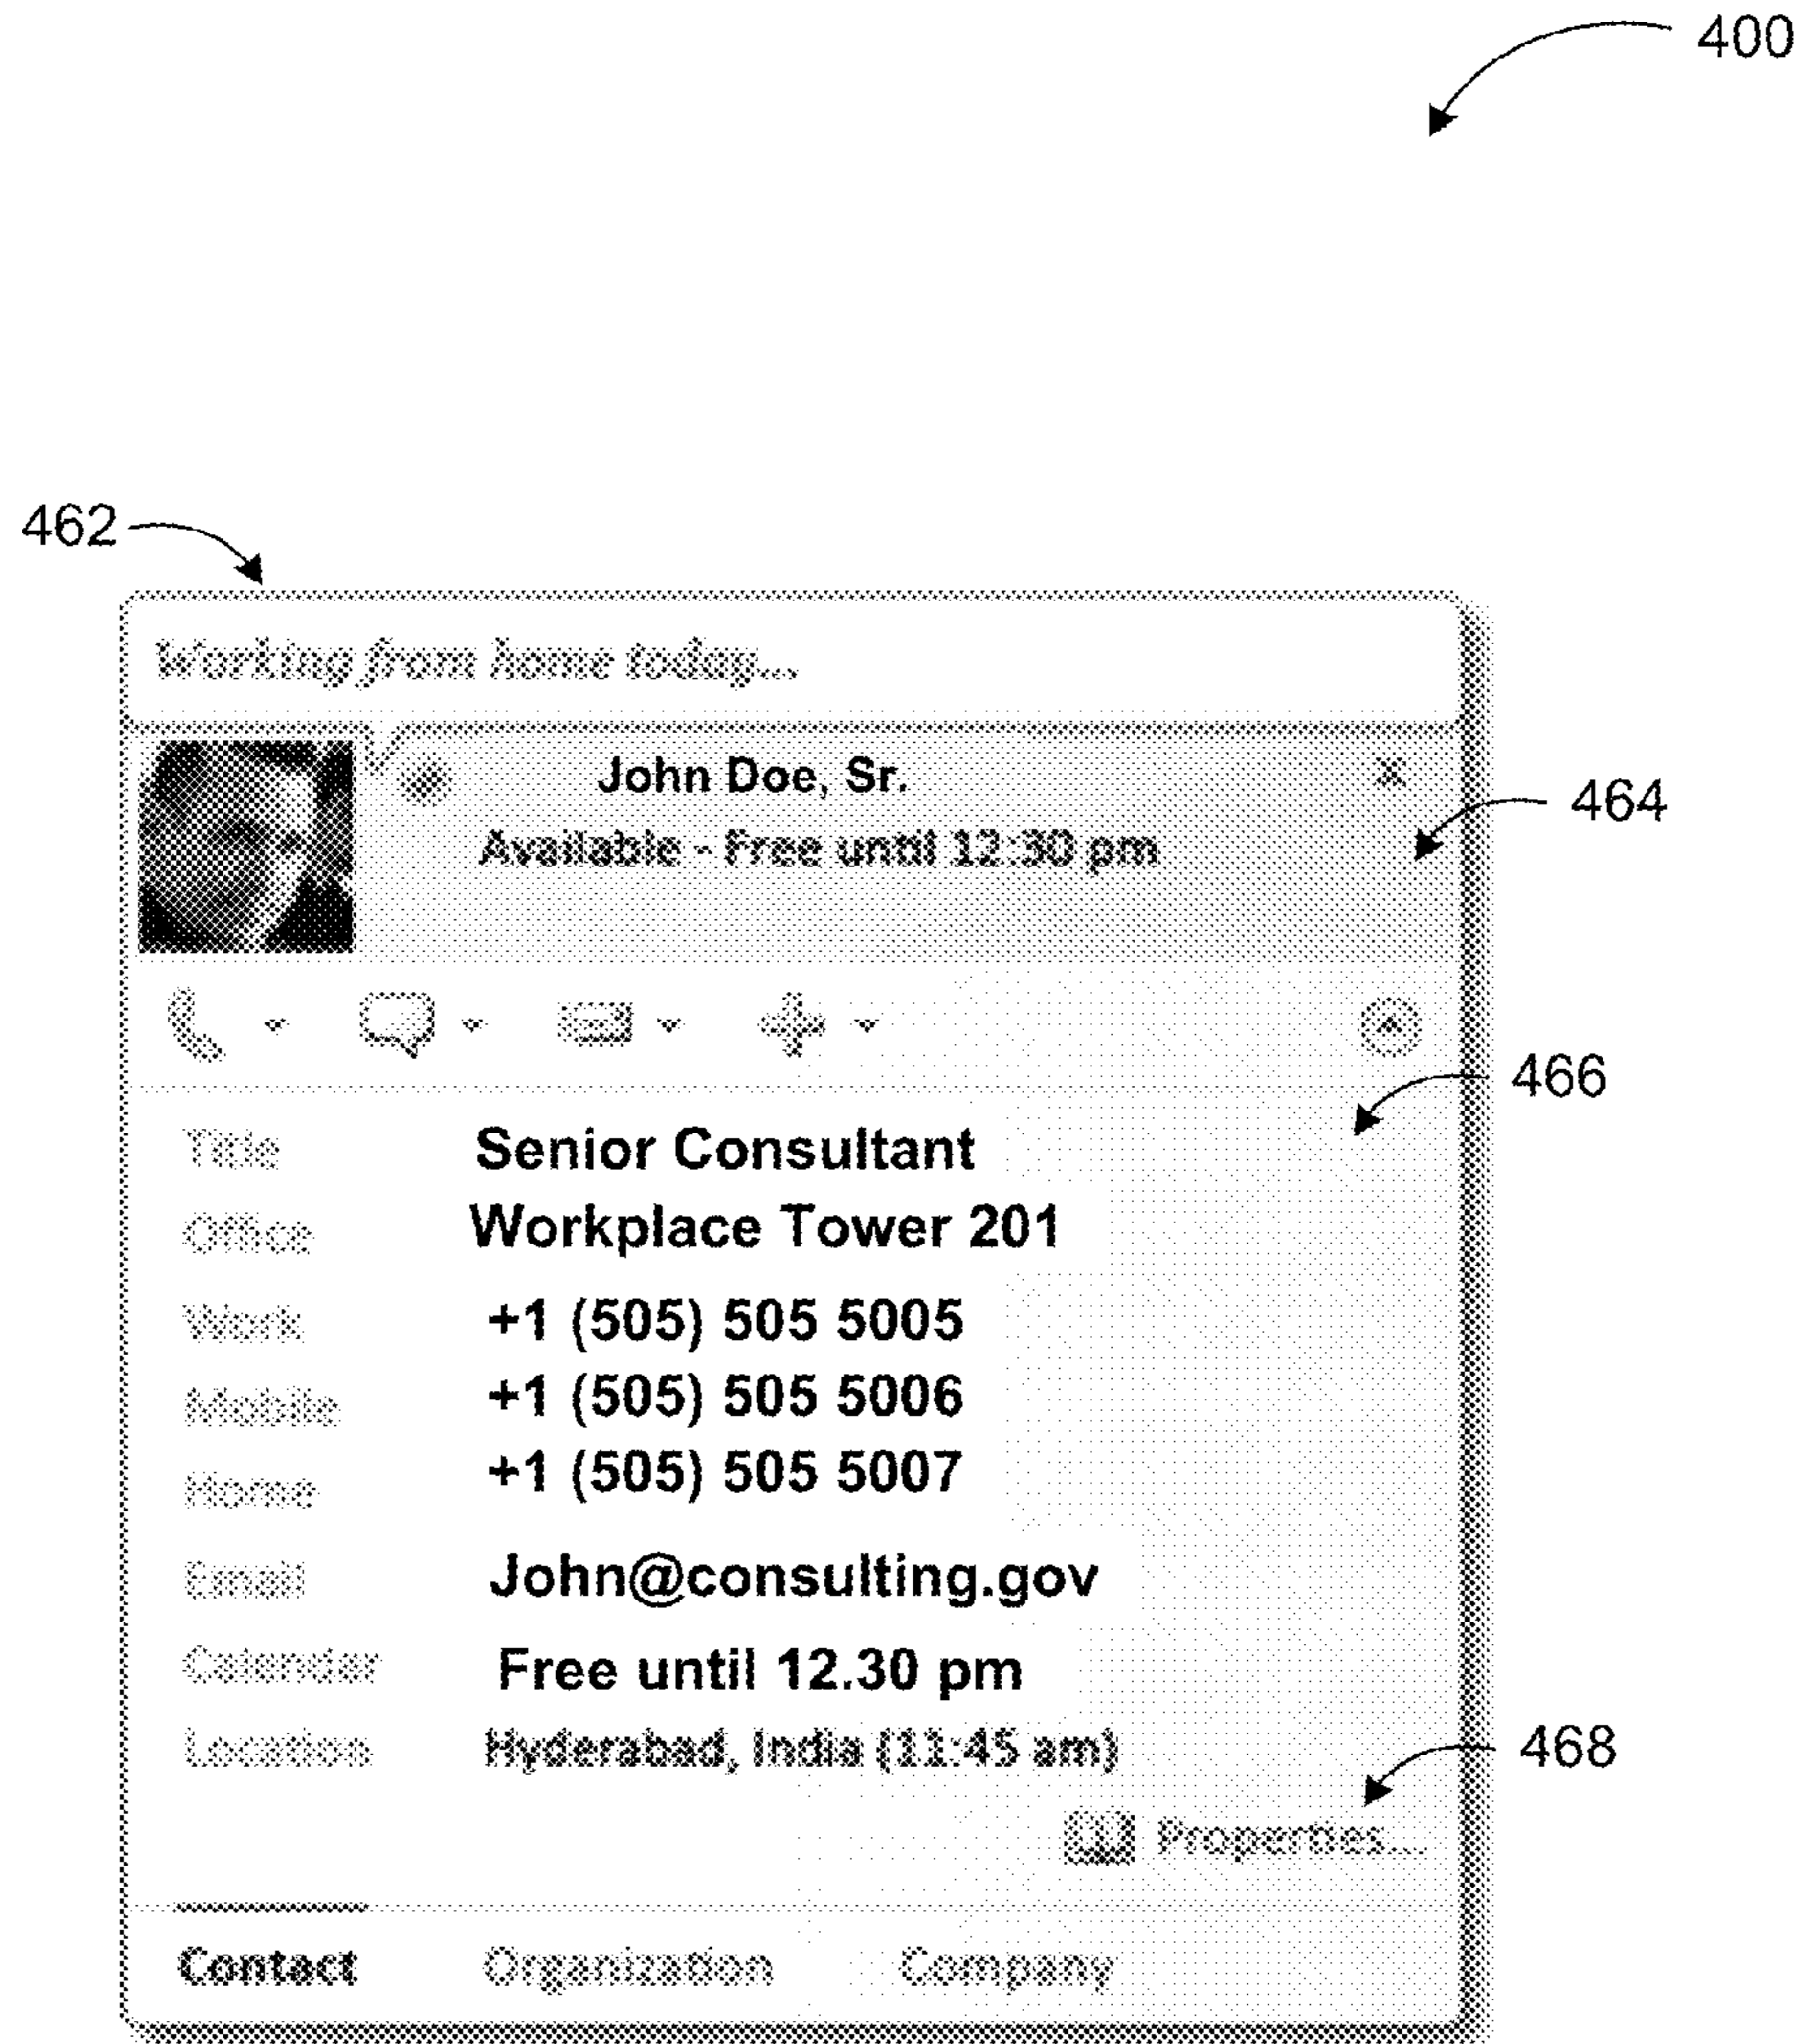 400
462
Working from home today...
John Doe, Sr.
464
Available - Free until 12:30 pm
466
Title Senior Consultant
Office Workplace Tower 201
Work +1 (505) 505 5005
Mobile +1 (505) 505 5006
Home +1 (505) 505 5007
Email John@consulting.gov
Calendar Free until 12.30 pm
Location Hyderabad, India (11:45 am)
468
Properties...
Contact Organization Company